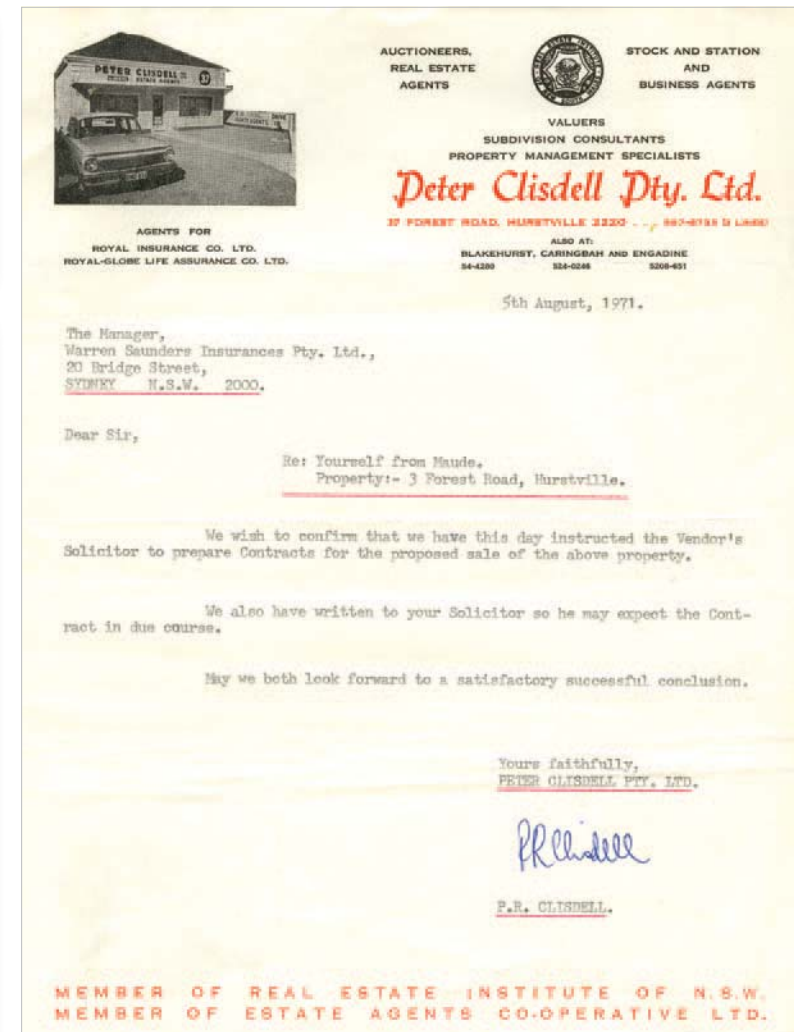 PETER CLISDELL
37
AUCTIONEERS,
REAL ESTATE
AGENTS
STOCK AND STATION
AND
BUSINESS AGENTS
VALUERS
SUBDIVISION CONSULTANTS
PROPERTY MANAGEMENT SPECIALISTS
Peter Clisdell Pty. Ltd.
37 FOREST ROAD, HURSTVILLE 2220
AGENTS FOR
ROYAL INSURANCE CO. LTD.
ROYAL-GLOBE LIFE ASSURANCE CO. LTD.
ALSO AT:
BLAKEHURST, CARINGBAH AND ENGADINE
54-4280 524-0246 5208-651
5th August, 1971.
The Manager,
Warren Saunders Insurances Pty. Ltd.,
20 Bridge Street,
SYDNEY N.S.W. 2000.
Dear Sir,
Re: Yourself from Maude.
Property:- 3 Forest Road, Hurstville.
We wish to confirm that we have this day instructed the Vendor's
Solicitor to prepare Contracts for the proposed sale of the above property.
We also have written to your Solicitor so he may expect the Cont-
ract in due course.
May we both look forward to a satisfactory successful conclusion.
Yours faithfully,
PETER CLISDELL PTY. LTD.
PRClisdell
P.R. CLISDELL.
MEMBER OF REAL ESTATE INSTITUTE OF N.S.W.
MEMBER OF ESTATE AGENTS CO-OPERATIVE LTD.